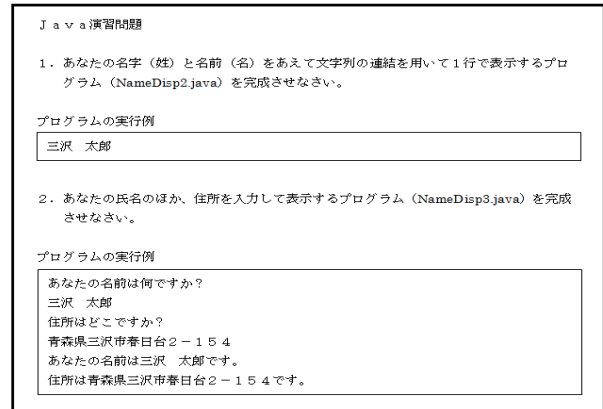 Ｊａｖａ演習問題
１．あなたの名字（姓）と名前（名）をあえて文字列の連結を用いて１行で表示するプロ
グラム（NameDisp2.java）を完成させなさい。
プログラムの実行例
三沢　太郎
２．あなたの氏名のほか、住所を入力して表示するプログラム（NameDisp3.java）を完成
させなさい。
プログラムの実行例
あなたの名前は何ですか？
三沢　太郎
住所はどこですか？
青森県三沢市春日台２－１５４
あなたの名前は三沢　太郎です。
住所は青森県三沢市春日台２－１５４です。